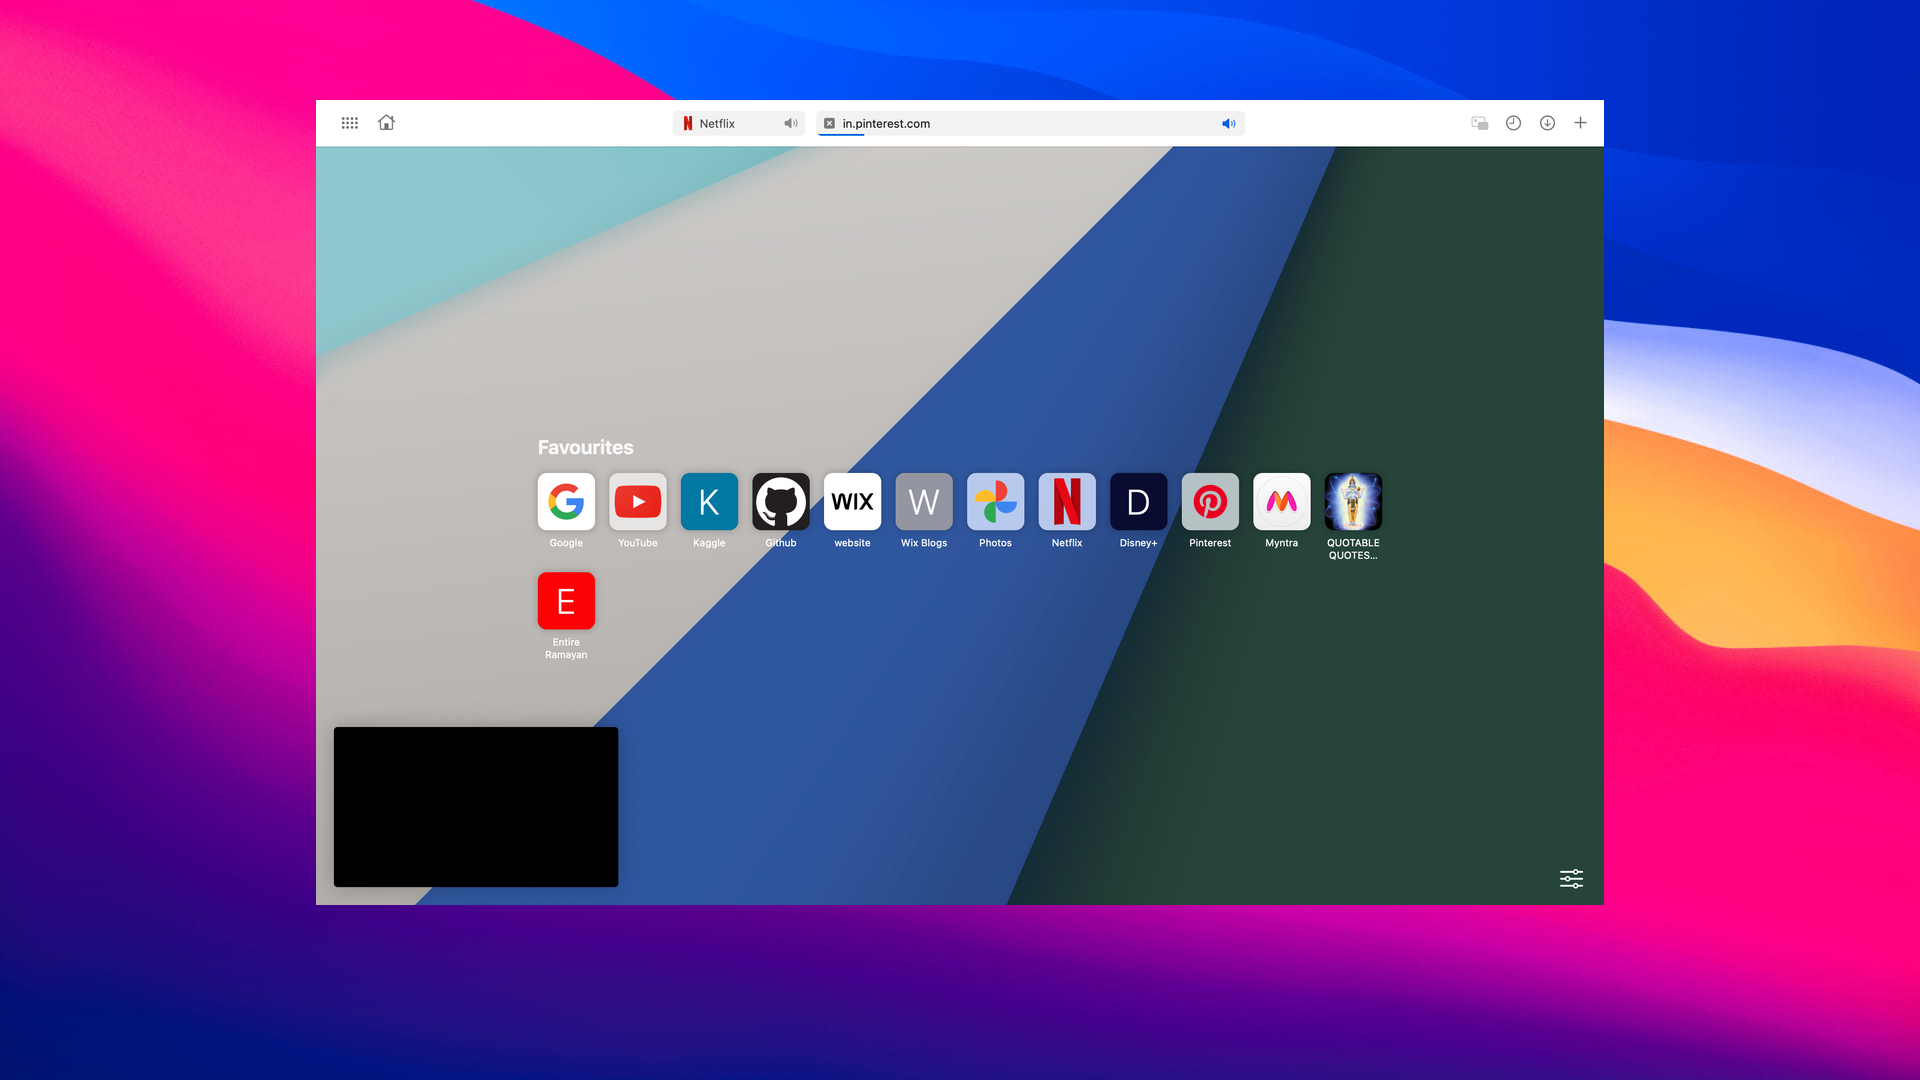 Netflix
in.pinterest.com
Favourites
K
WIX
W
D
Google
YouTube
Kaggle
Github
website
Wix Blogs
Photos
Netflix
Disney+
Pinterest
Myntra
QUOTABLE
QUOTES...
E
Entire
Ramayan